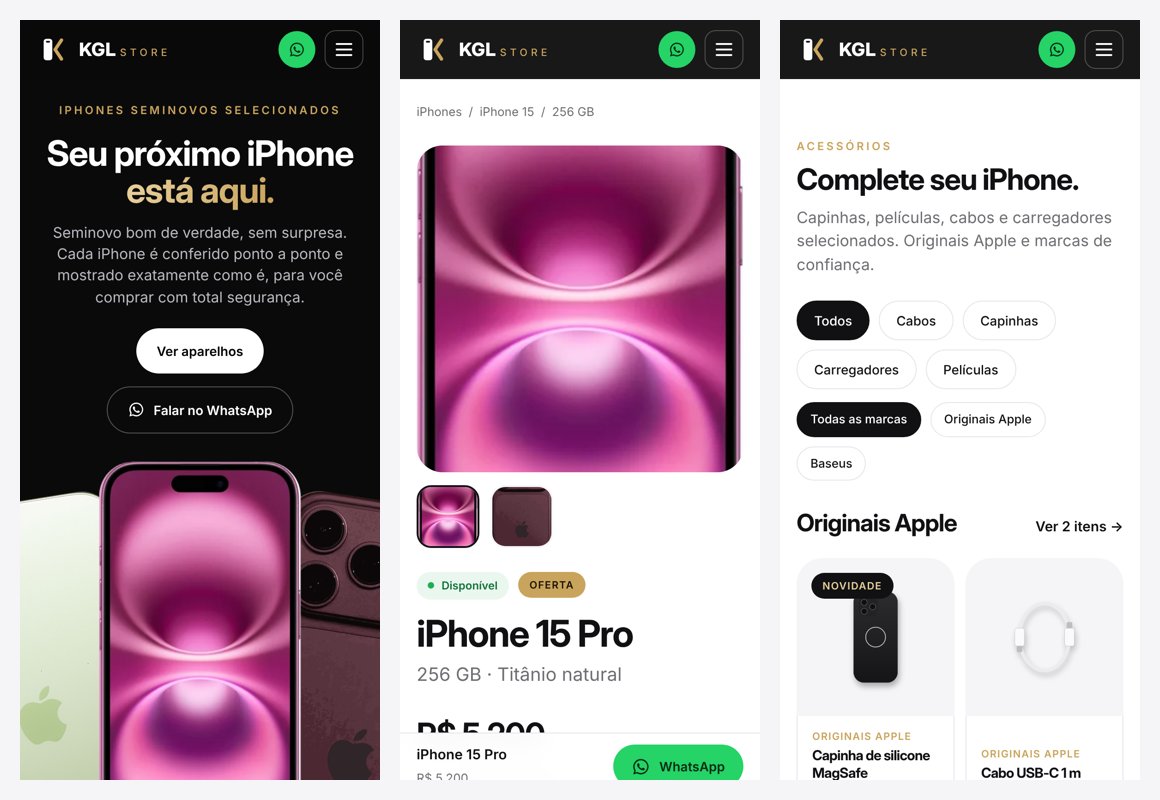 KGL STORE
IPHONES SEMINOVOS SELECIONADOS
Seu próximo iPhone
está aqui.
Seminovo bom de verdade, sem surpresa.
Cada iPhone é conferido ponto a ponto e
mostrado exatamente como é, para você
comprar com total segurança.
Ver aparelhos
Falar no WhatsApp
KGL STORE
iPhones / iPhone 15 / 256 GB
Disponível
OFERTA
iPhone 15 Pro
256 GB · Titânio natural
R$ 5.200
iPhone 15 Pro
R$ 5.200
WhatsApp
KGL STORE
ACESSÓRIOS
Complete seu iPhone.
Capinhas, películas, cabos e carregadores
selecionados. Originais Apple e marcas de
confiança.
Todos
Cabos
Capinhas
Carregadores
Películas
Todas as marcas
Originais Apple
Baseus
Originais Apple
Ver 2 itens →
NOVIDADE
ORIGINAIS APPLE
Capinha de silicone
MagSafe
ORIGINAIS APPLE
Cabo USB-C 1 m